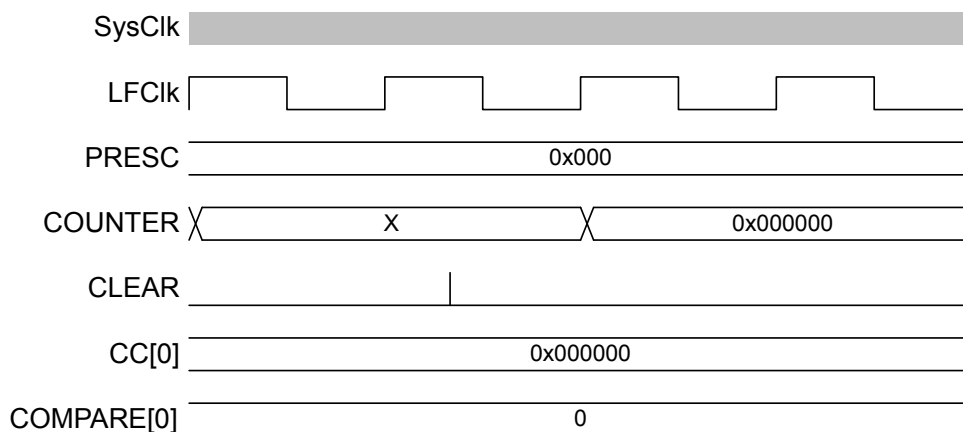 SysClk
LFClk
PRESC 0x000
COUNTER X 0x000000
CLEAR
CC[0] 0x000000
COMPARE[0] 0